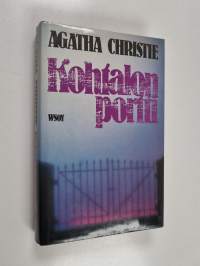 AGATHA CHRISTIE
Kohtalon
portti
WSOY